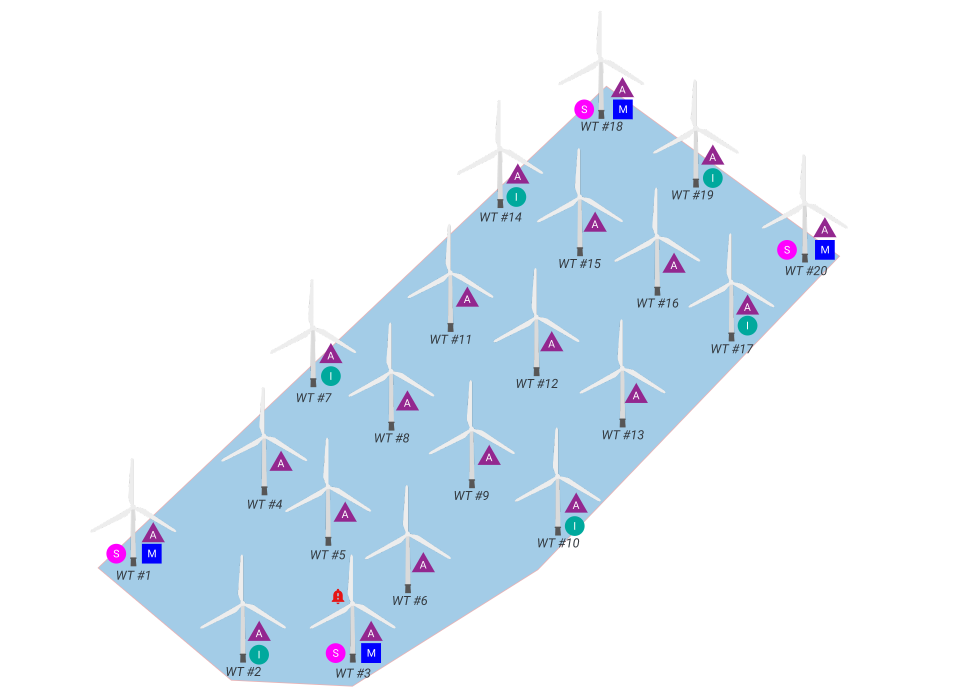 A
S M
WT #18
A
I
WT #19
A
I
WT #14
A
S M
WT #20
A
WT #15
A
WT #16
A
I
WT #17
A
WT #11
A
WT #12
A
I
WT #7
A
WT #8
A
WT #13
A
WT #4
A
WT #9
A
WT #5
A
I
WT #10
A
S M
WT #1
A
WT #6
A
I
WT #2
A
S M
WT #3